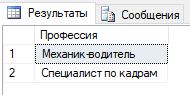 Результаты Сообщения
Профессия
1 Механик-водитель
2 Специалист по кадрам